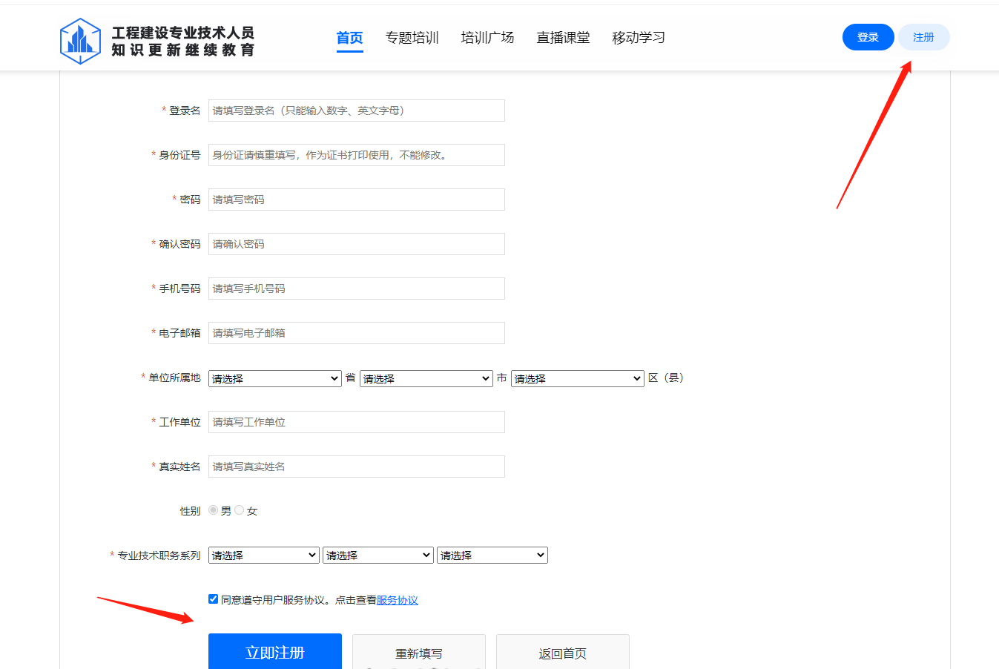 工程建设专业技术人员
知识更新继续教育
首页 专题培训 培训广场 直播课堂 移动学习 登录 注册
* 登录名 请填写登录名（只能输入数字、英文字母）
* 身份证号 身份证请慎重填写，作为证书打印使用，不能修改。
* 密码 请填写密码
* 确认密码 请确认密码
* 手机号码 请填写手机号码
* 电子邮箱 请填写电子邮箱
* 单位所属地 请选择 省 请选择 市 请选择 区（县）
* 工作单位 请填写工作单位
* 真实姓名 请填写真实姓名
性别 男 女
* 专业技术职务系列 请选择 请选择 请选择
同意遵守用户服务协议。点击查看服务协议
立即注册 重新填写 返回首页